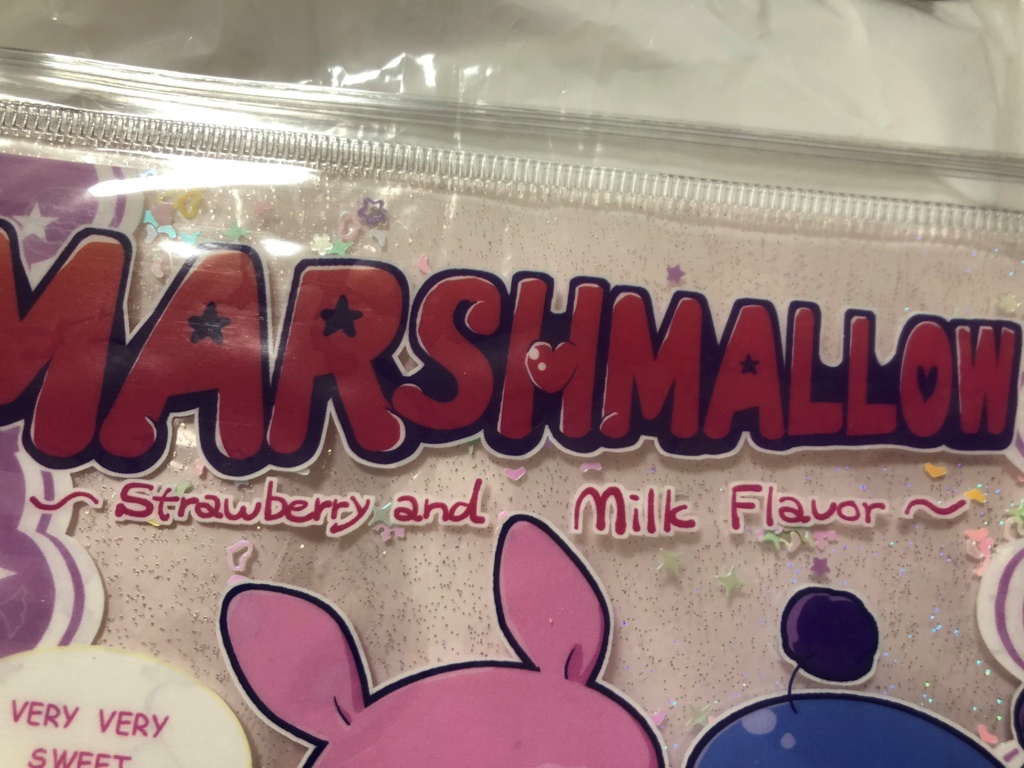 MARSHMALLOW
~Strawberry and Milk Flavor~
VERY VERY
SWEET